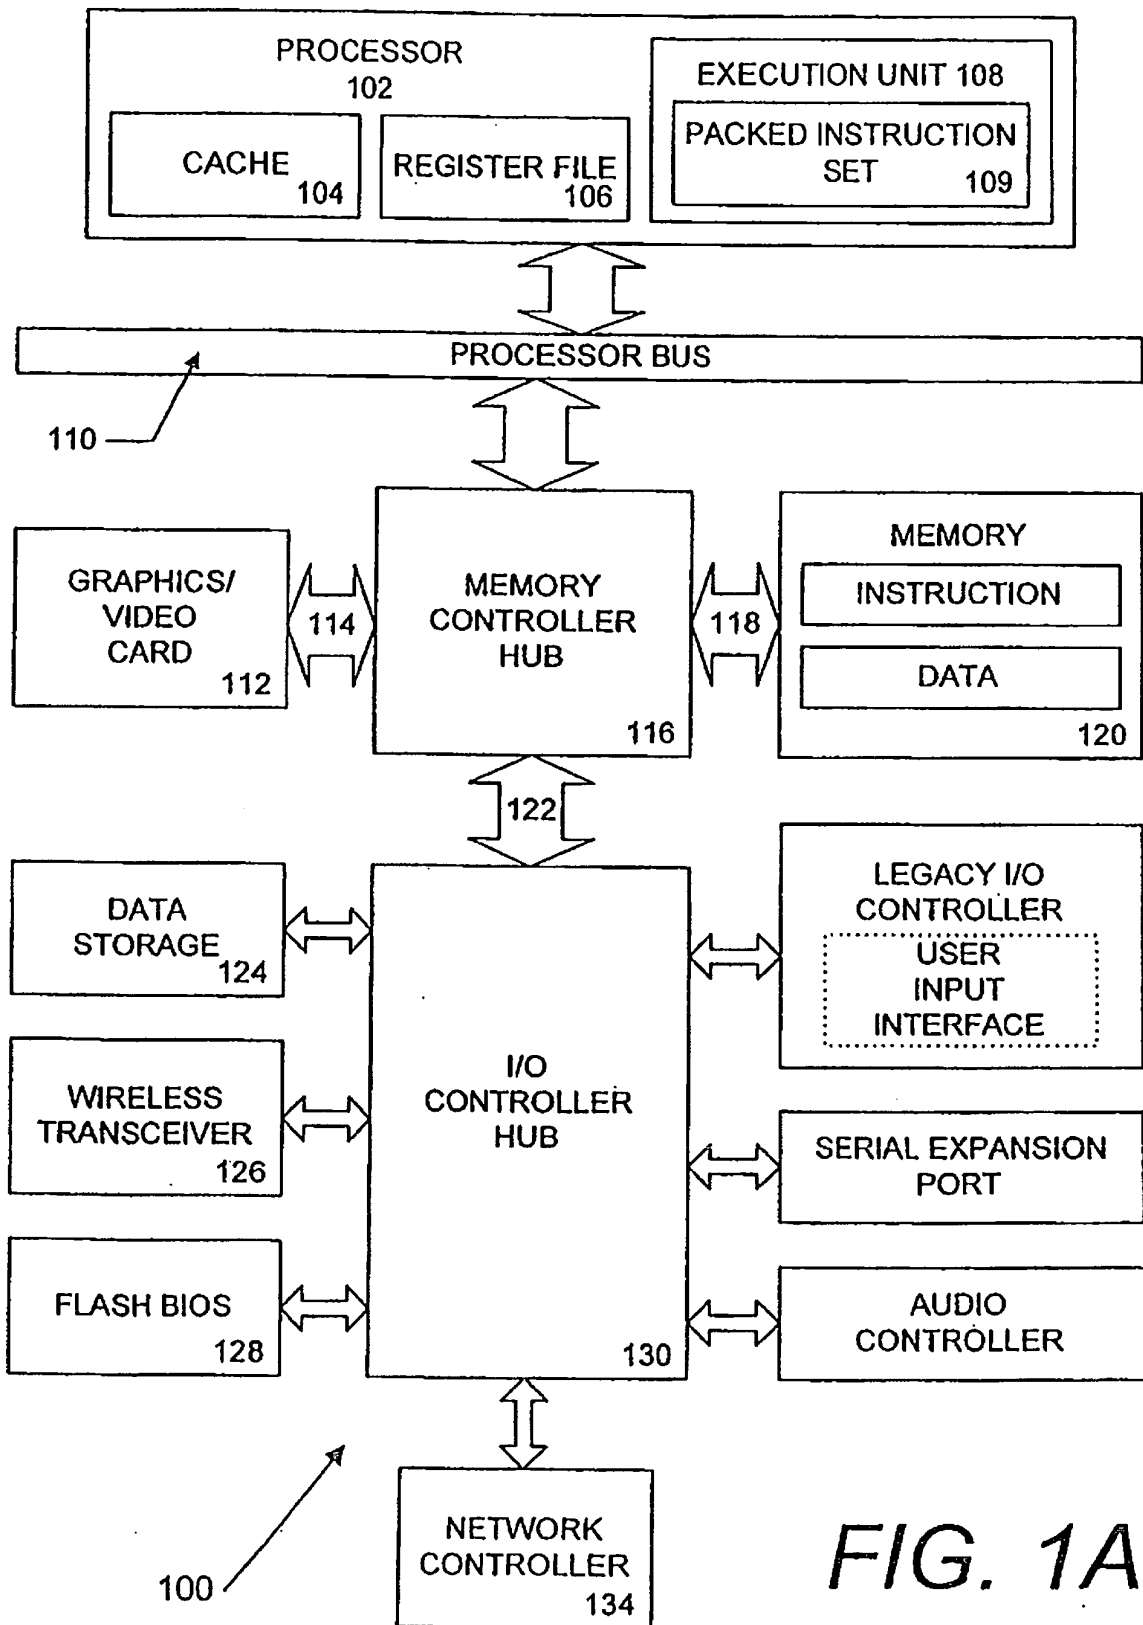 PROCESSOR
102
CACHE
104
REGISTER FILE
106
EXECUTION UNIT 108
PACKED INSTRUCTION
SET
109
PROCESSOR BUS
110
GRAPHICS/
VIDEO
CARD
112
114
MEMORY
CONTROLLER
HUB
116
118
MEMORY
INSTRUCTION
DATA
120
122
DATA
STORAGE
124
WIRELESS
TRANSCEIVER
126
FLASH BIOS
128
I/O
CONTROLLER
HUB
130
LEGACY I/O
CONTROLLER
USER
INPUT
INTERFACE
SERIAL EXPANSION
PORT
AUDIO
CONTROLLER
NETWORK
CONTROLLER
134
100
FIG. 1A